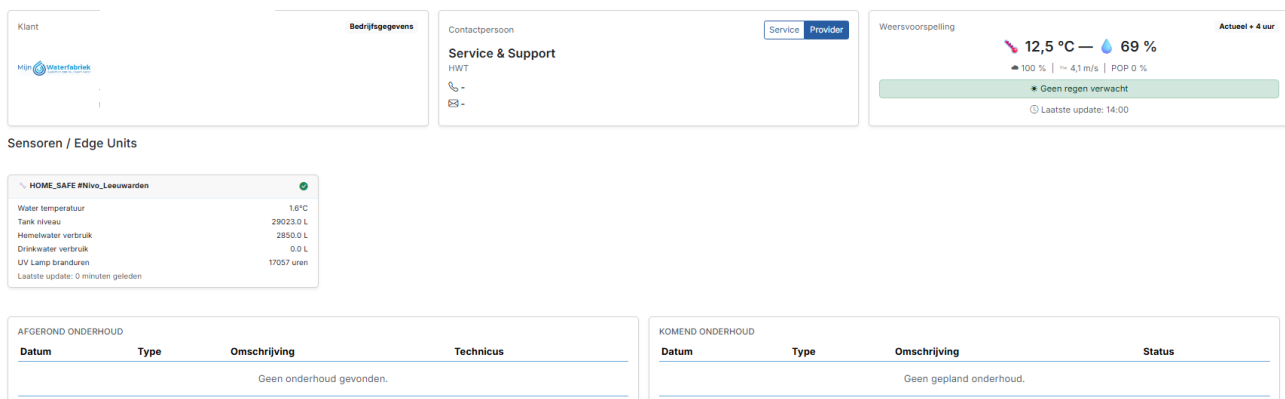 Klant
Bedrijfsgegevens
Mijn Waterfabriek
Contactpersoon
Service Provider
Service & Support
HWT
-
-
Weersvoorspelling
Actueel + 4 uur
12,5 °C — 69 %
100 % | 4,1 m/s | POP 0 %
Geen regen verwacht
Laatste update: 14:00
Sensoren / Edge Units
HOME_SAFE #Nivo_Leeuwarden
Water temperatuur 1.6°C
Tank niveau 29023.0 L
Hemelwater verbruik 2850.0 L
Drinkwater verbruik 0.0 L
UV Lamp branduren 17057 uren
Laatste update: 0 minuten geleden
AFGEROND ONDERHOUD
Datum Type Omschrijving Technicus
Geen onderhoud gevonden.
KOMEND ONDERHOUD
Datum Type Omschrijving Status
Geen gepland onderhoud.